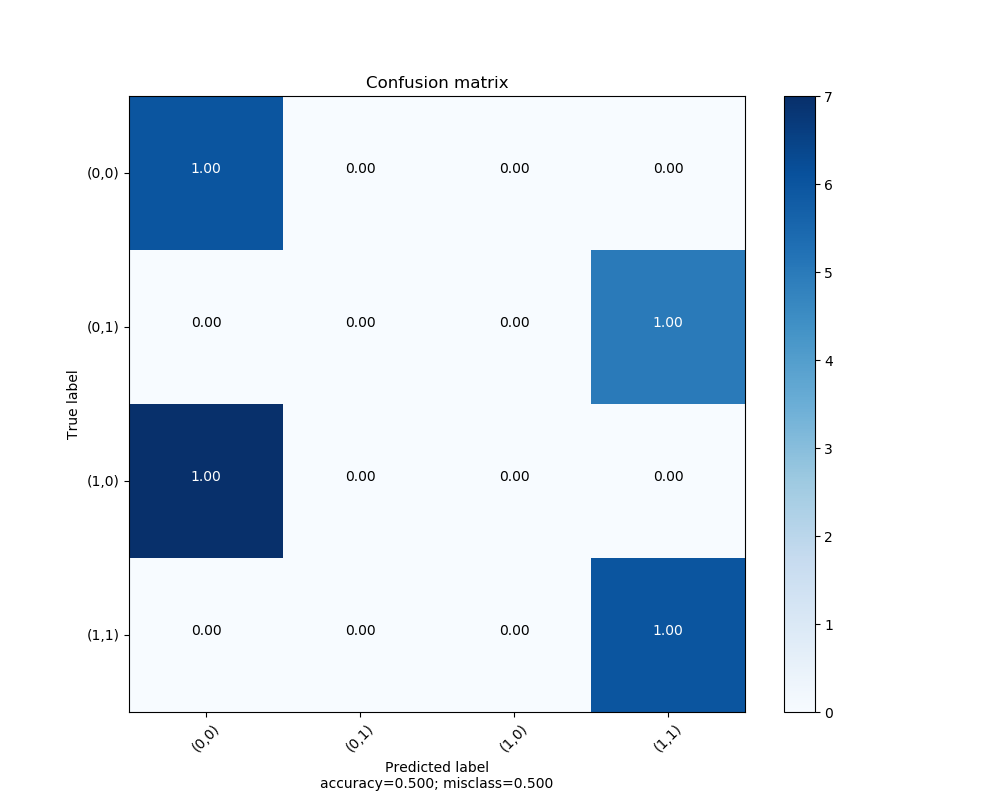 Confusion matrix
(0,0) 1.00 0.00 0.00 0.00
(0,1) 0.00 0.00 0.00 1.00
(1,0) 1.00 0.00 0.00 0.00
(1,1) 0.00 0.00 0.00 1.00
True label
(0,0) (0,1) (1,0) (1,1)
Predicted label
accuracy=0.500; misclass=0.500
7
6
5
4
3
2
1
0